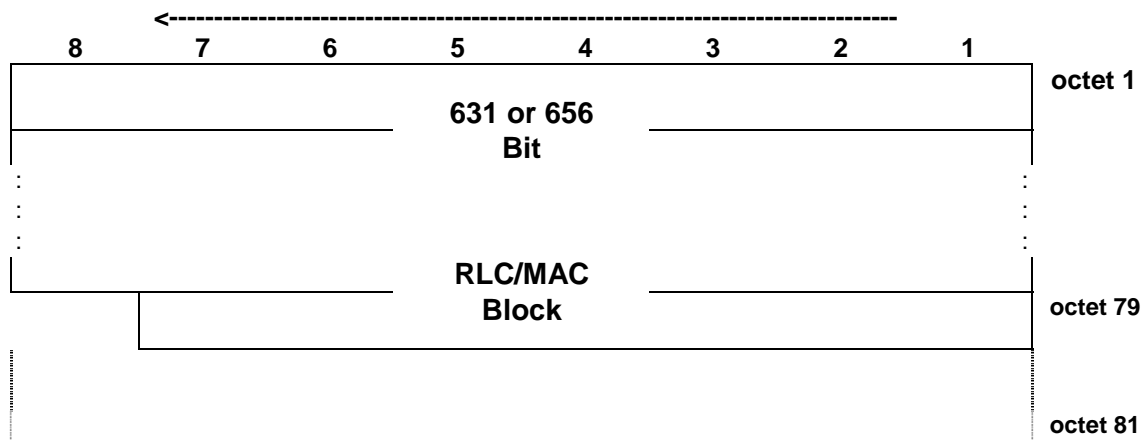 <--------------------------------------------------------------------------------
8 7 6 5 4 3 2 1
octet 1
631 or 656
Bit
: :
: :
: :
RLC/MAC
Block
octet 79
octet 81